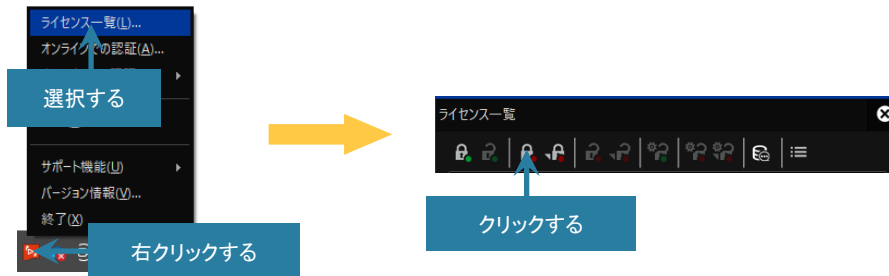 ライセンス一覧(L)...
オンラインでの認証(A)...
選択する
サポート機能(U)
バージョン情報(V)...
終了(X)
右クリックする
ライセンス一覧
クリックする